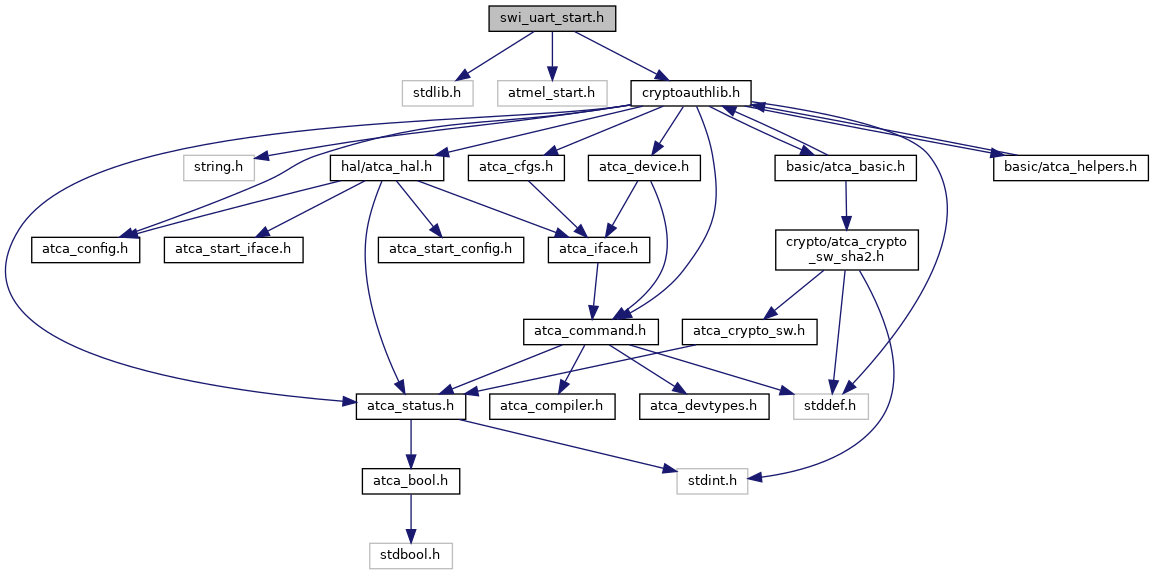 swi_uart_start.h
stdlib.h
atmel_start.h
cryptoauthlib.h
string.h
hal/atca_hal.h
atca_cfgs.h
atca_device.h
basic/atca_basic.h
basic/atca_helpers.h
atca_config.h
atca_start_iface.h
atca_start_config.h
atca_iface.h
crypto/atca_crypto
_sw_sha2.h
atca_command.h
atca_crypto_sw.h
atca_status.h
atca_compiler.h
atca_devtypes.h
stddef.h
atca_bool.h
stdint.h
stdbool.h